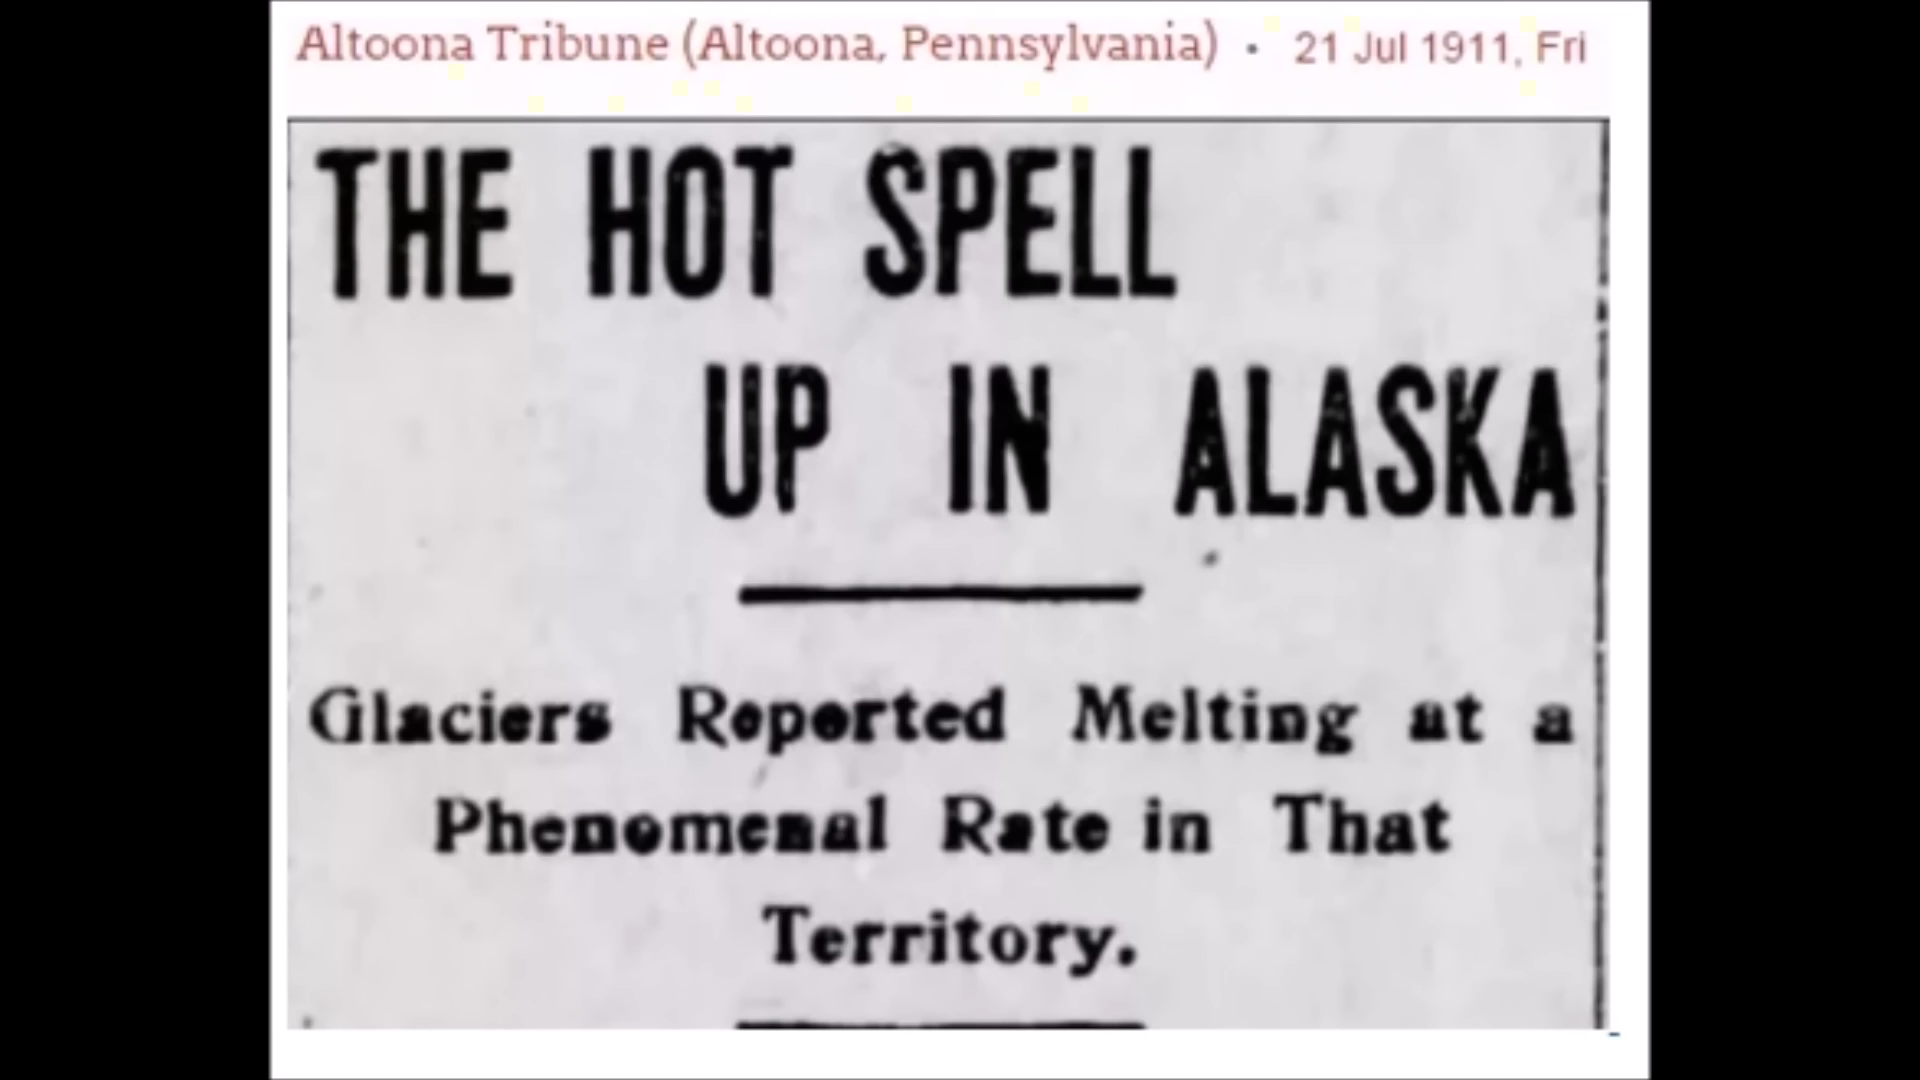 Altoona Tribune (Altoona, Pennsylvania) · 21 Jul 1911, Fri
THE HOT SPELL
UP IN ALASKA
Glaciers Reported Melting at a
Phenomenal Rate in That
Territory.